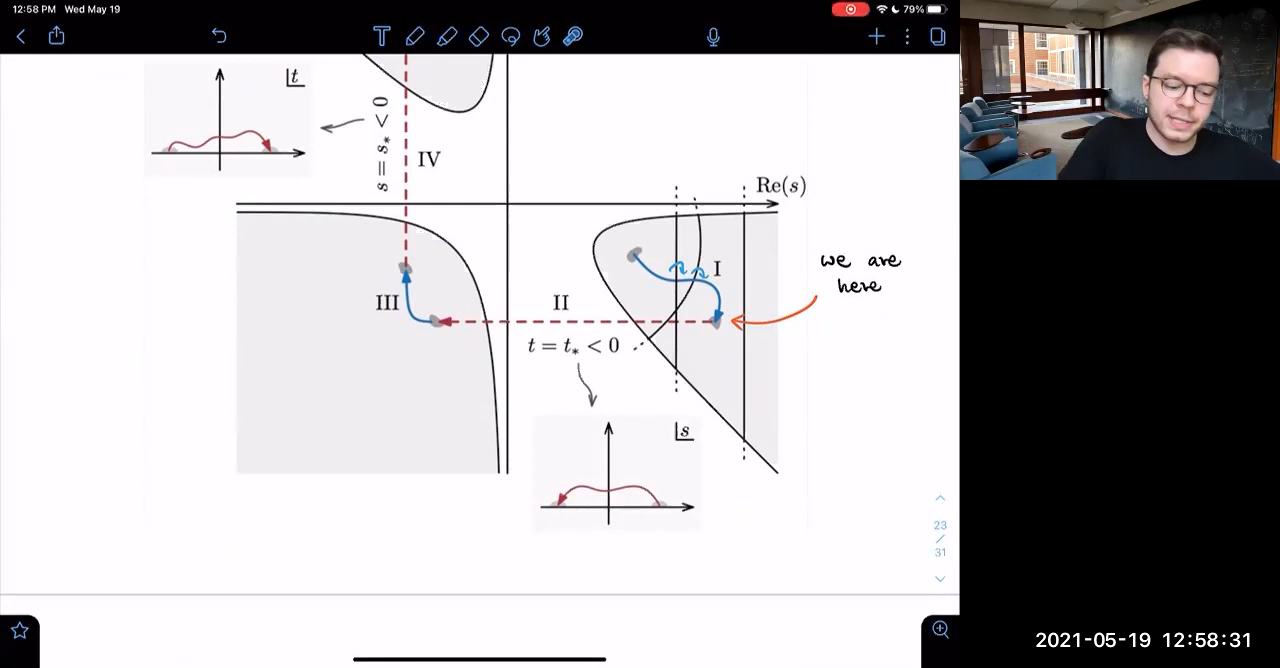 12:58 PM Wed May 19
79%
t
s = s* < 0
IV
Re(s)
I
we are
here
III
II
t = t* < 0
s
23
/
31
2021-05-19 12:58:31